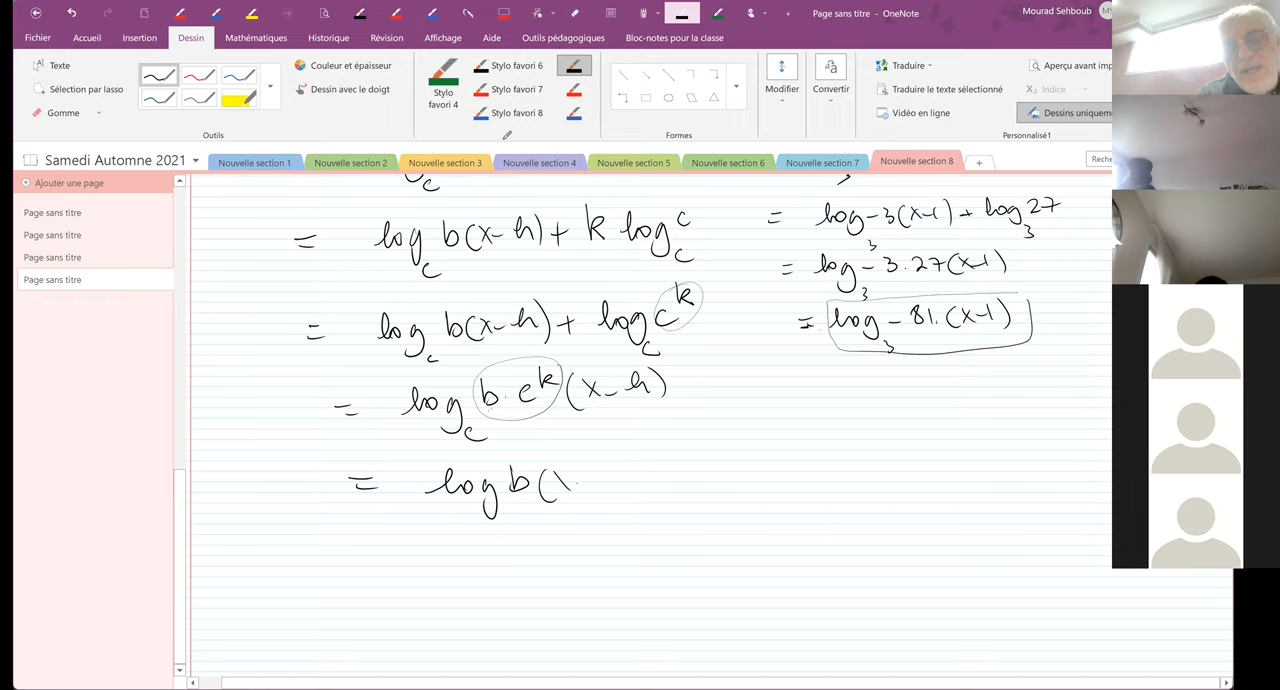 Page sans titre - OneNote
Mourad Sehboub
Fichier Accueil Insertion Dessin Mathématiques Historique Révision Affichage Aide Outils pédagogiques Bloc-notes pour la classe
Texte
Sélection par lasso
Gomme
Outils
Couleur et épaisseur
Dessin avec le doigt
Stylo favori 4
Stylo favori 6
Stylo favori 7
Stylo favori 8
Formes
Modifier
Convertir
Traduire
Traduire le texte sélectionné
Vidéo en ligne
Aperçu avant imp
Indice
Dessins uniqueme
Personnalisé1
Samedi Automne 2021
Nouvelle section 1 Nouvelle section 2 Nouvelle section 3 Nouvelle section 4 Nouvelle section 5 Nouvelle section 6 Nouvelle section 7 Nouvelle section 8 +
Reche
Ajouter une page
Page sans titre
Page sans titre
Page sans titre
Page sans titre
= log_c b(x-h) + k log_c c
= log_c b(x-h) + log_c c^k
= log_c b.c^k (x-h)
= log b(
= log_3 -3(x-1) + log_3 27
= log_3 -3.27(x-1)
= log_3 -81.(x-1)